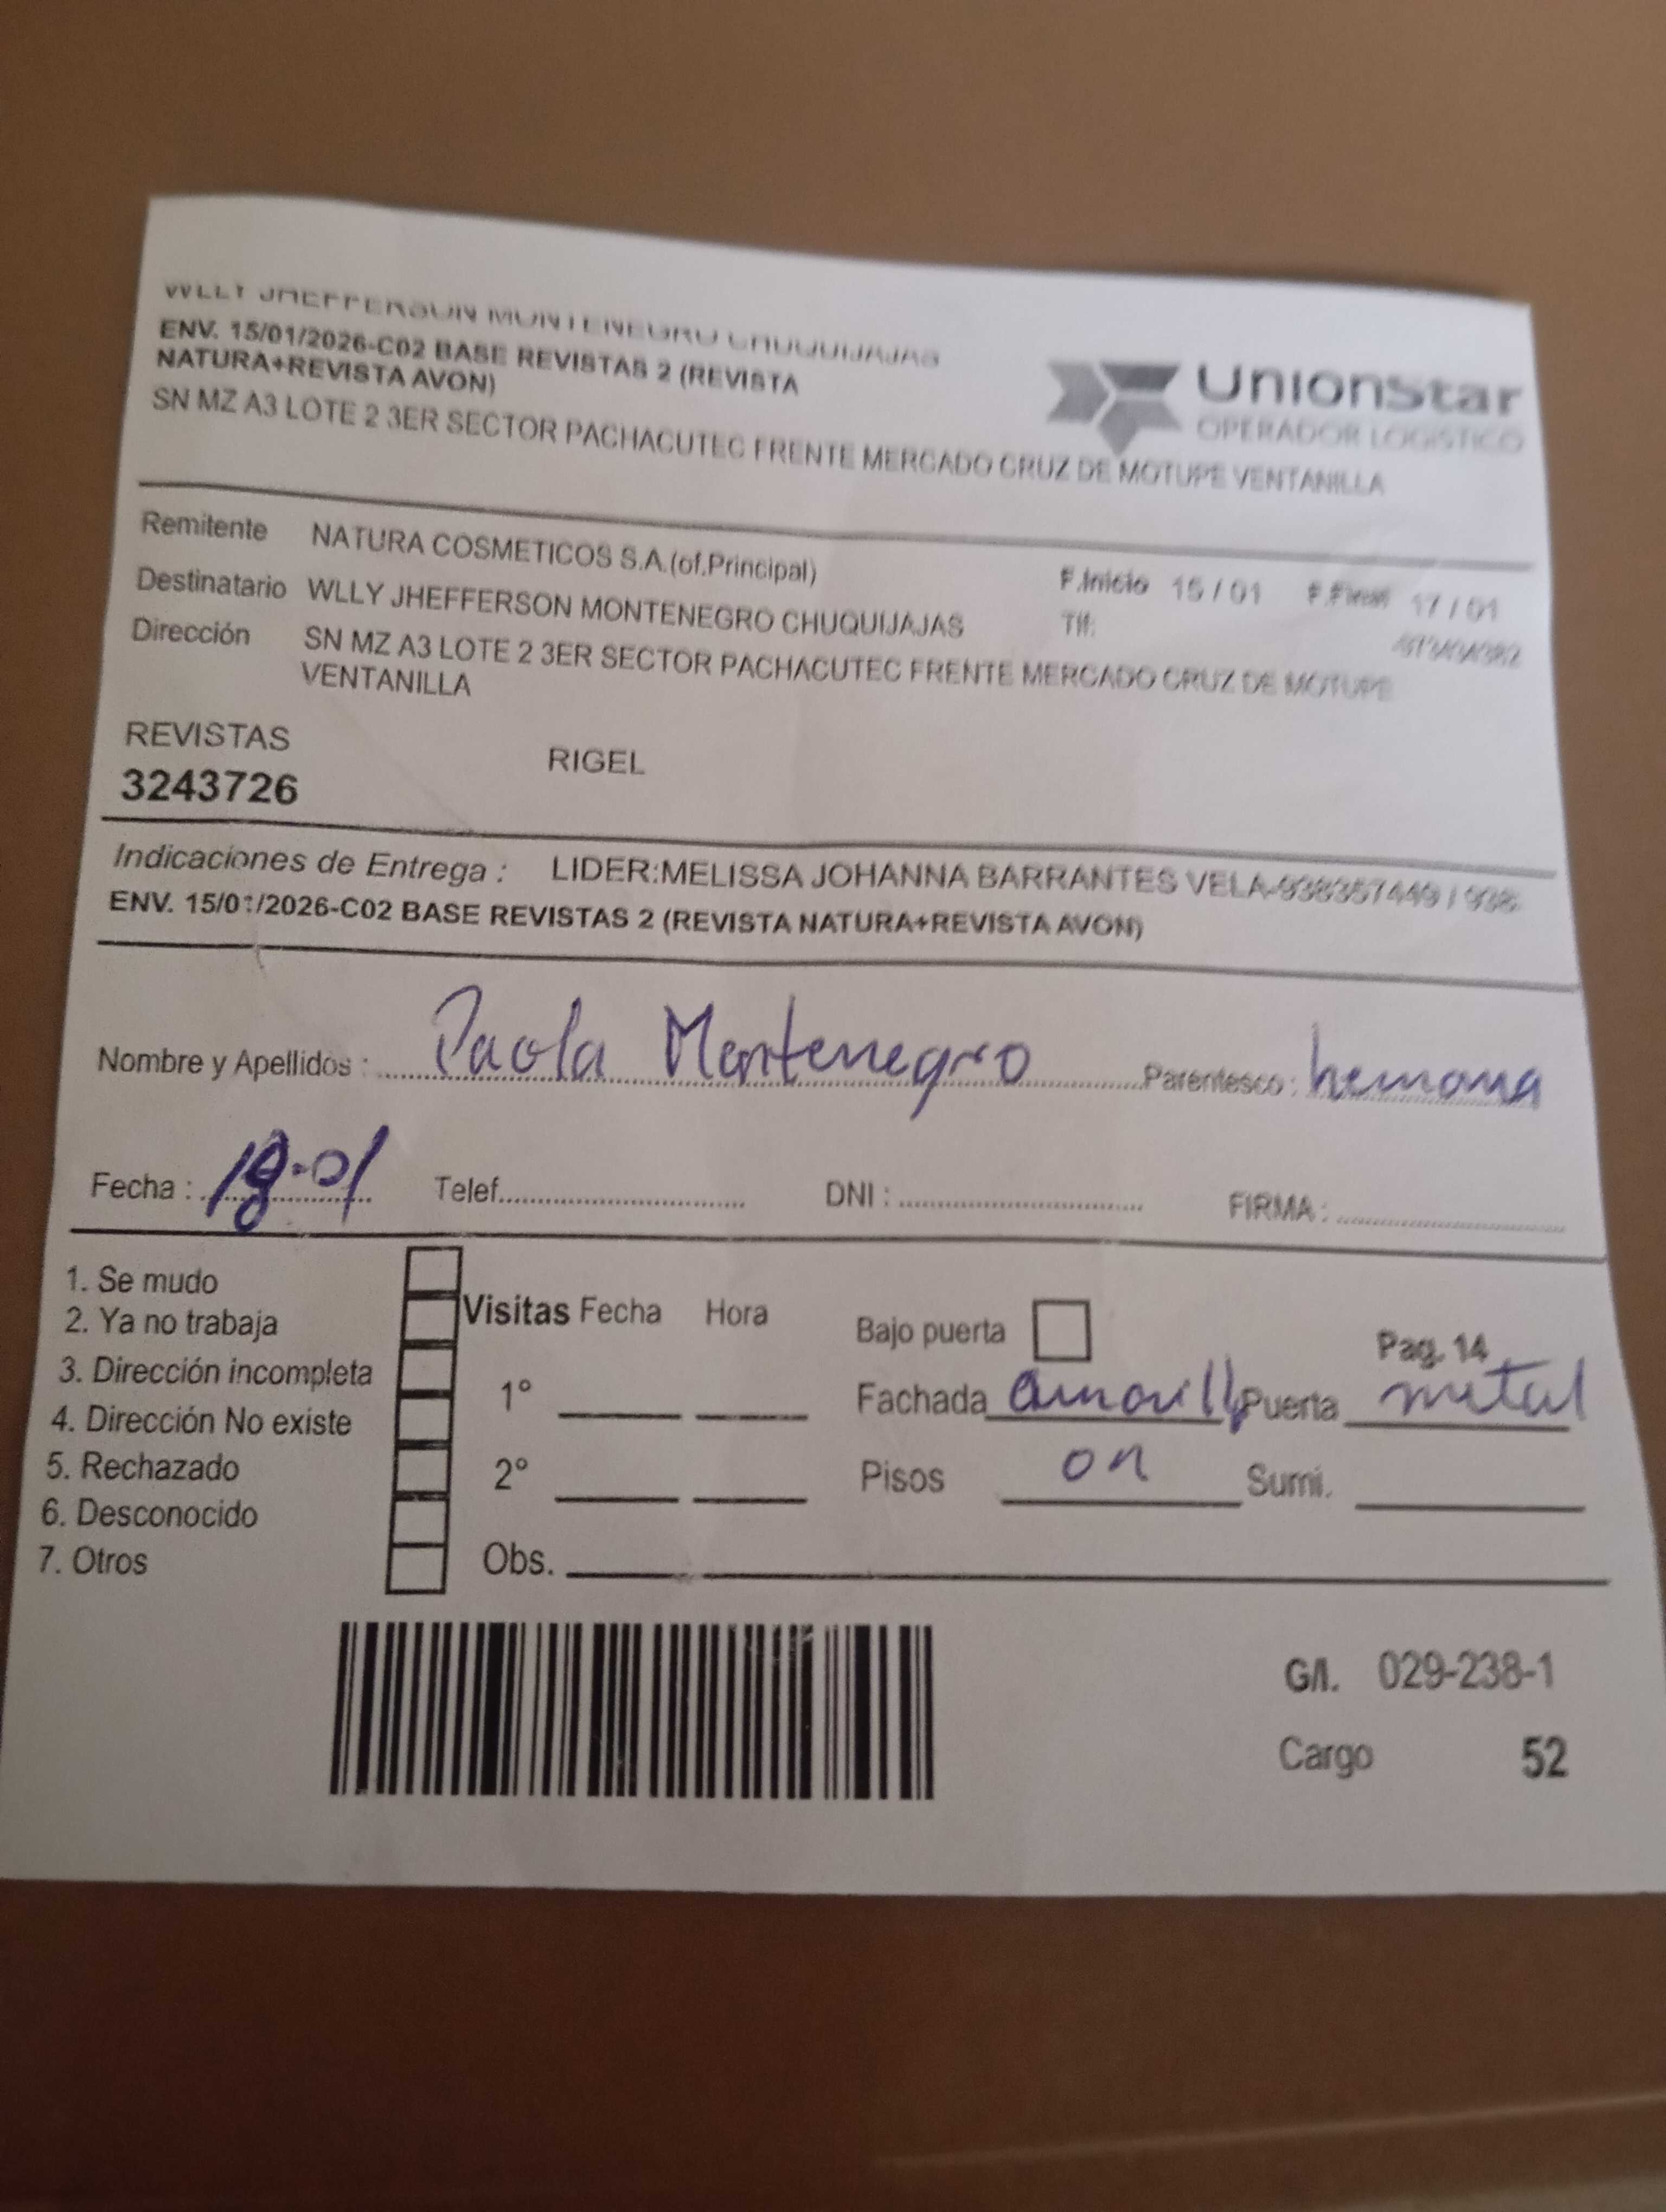 WLLY JHEFFERSON MONTENEGRO CHUQUIJAJAS
ENV. 15/01/2026-C02 BASE REVISTAS 2 (REVISTA
NATURA+REVISTA AVON)
SN MZ A3 LOTE 2 3ER SECTOR PACHACUTEC FRENTE MERCADO CRUZ DE MOTUPE VENTANILLA
UnionStar
OPERADOR LOGISTICO
Remitente NATURA COSMETICOS S.A.(of.Principal) F.Inicio 15 / 01 F.Final 17 / 01
Destinatario WLLY JHEFFERSON MONTENEGRO CHUQUIJAJAS Tlf:
Dirección SN MZ A3 LOTE 2 3ER SECTOR PACHACUTEC FRENTE MERCADO CRUZ DE MOTUPE
VENTANILLA
REVISTAS RIGEL
3243726
Indicaciones de Entrega : LIDER:MELISSA JOHANNA BARRANTES VELA-938357449 / 938
ENV. 15/01/2026-C02 BASE REVISTAS 2 (REVISTA NATURA+REVISTA AVON)
Nombre y Apellidos : Paola Montenegro Parentesco : hemana
Fecha : 18-01 Telef. DNI : FIRMA :
1. Se mudo
2. Ya no trabaja
3. Dirección incompleta
4. Dirección No existe
5. Rechazado
6. Desconocido
7. Otros
Visitas Fecha Hora
1°
2°
Obs.
Bajo puerta Pag. 14
Fachada amarilla Puerta metal
Pisos 01 Sumi.
G/I. 029-238-1
Cargo 52